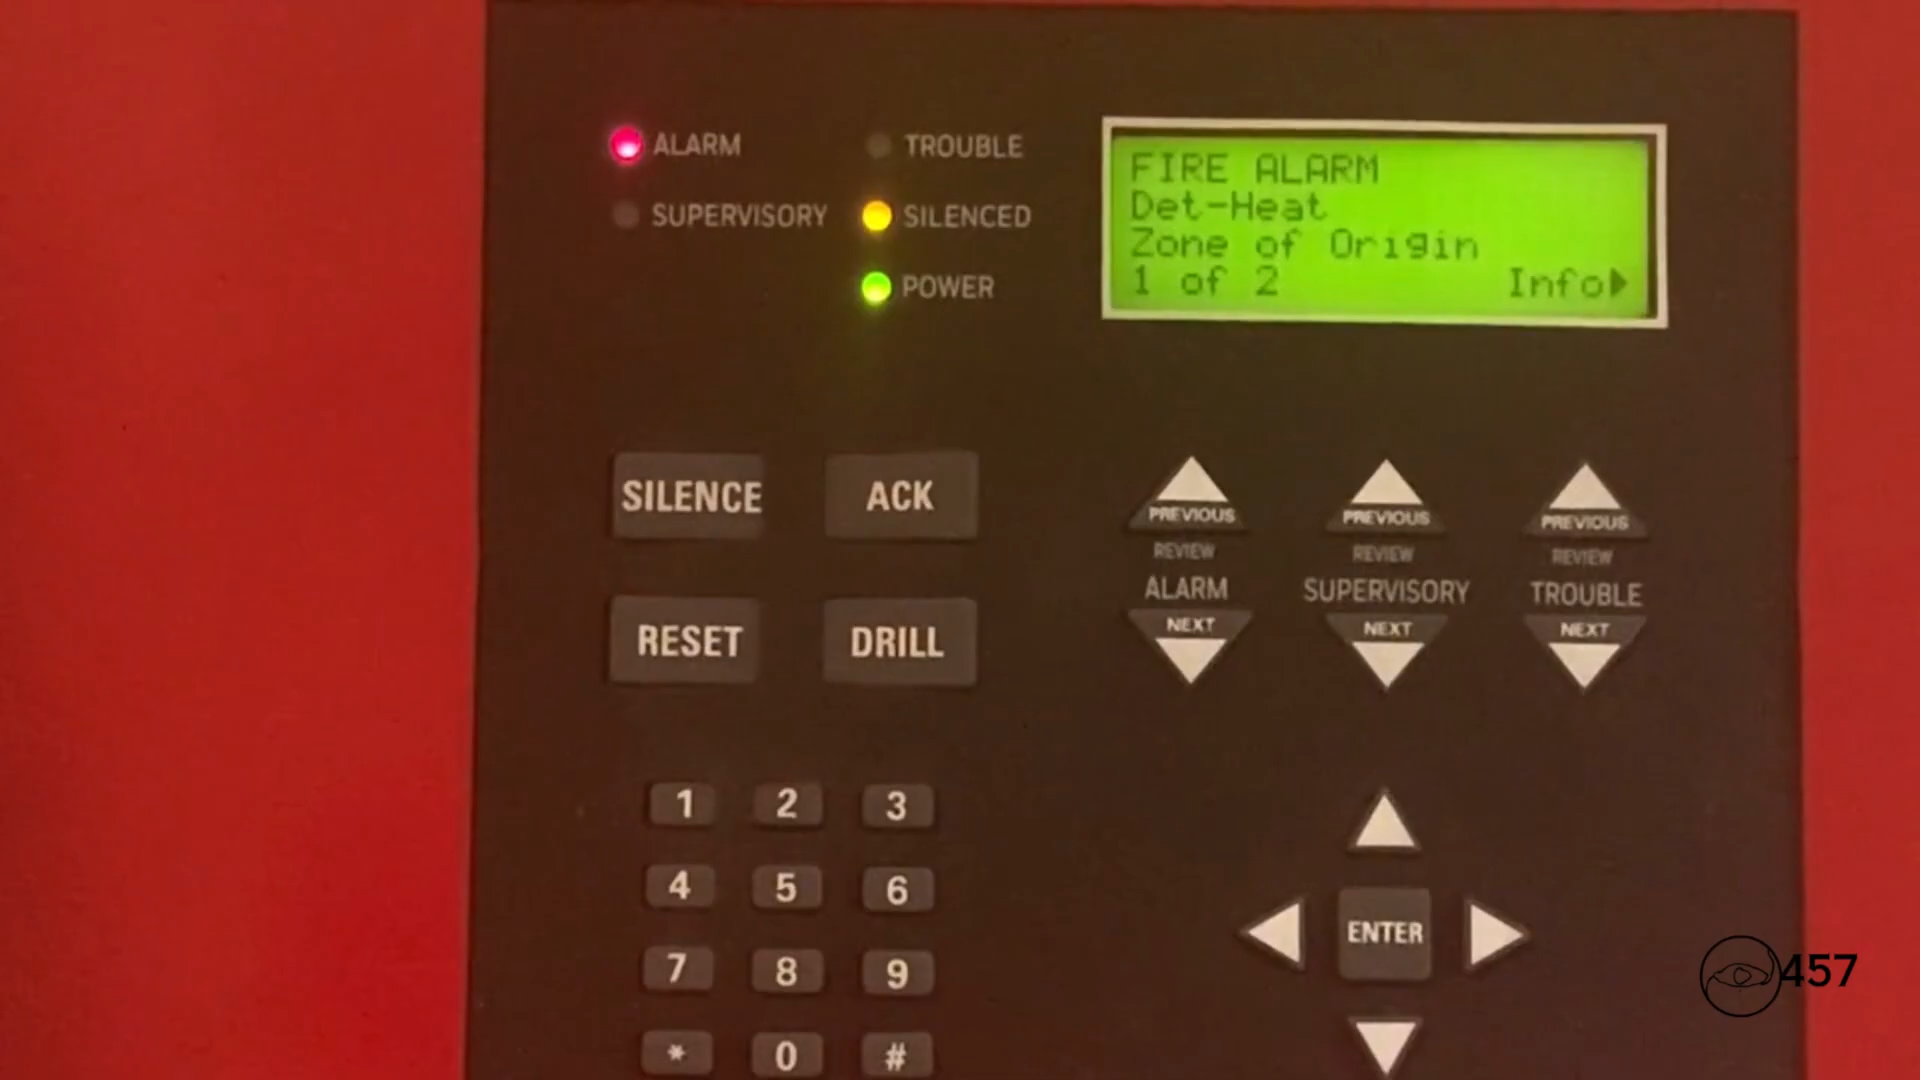 ALARM
TROUBLE
SUPERVISORY
SILENCED
POWER
FIRE ALARM
Det-Heat
Zone of Origin
1 of 2 Info▶
SILENCE
ACK
RESET
DRILL
PREVIOUS
REVIEW
ALARM
NEXT
PREVIOUS
REVIEW
SUPERVISORY
NEXT
PREVIOUS
REVIEW
TROUBLE
NEXT
1 2 3
4 5 6
7 8 9
* 0 #
ENTER
457